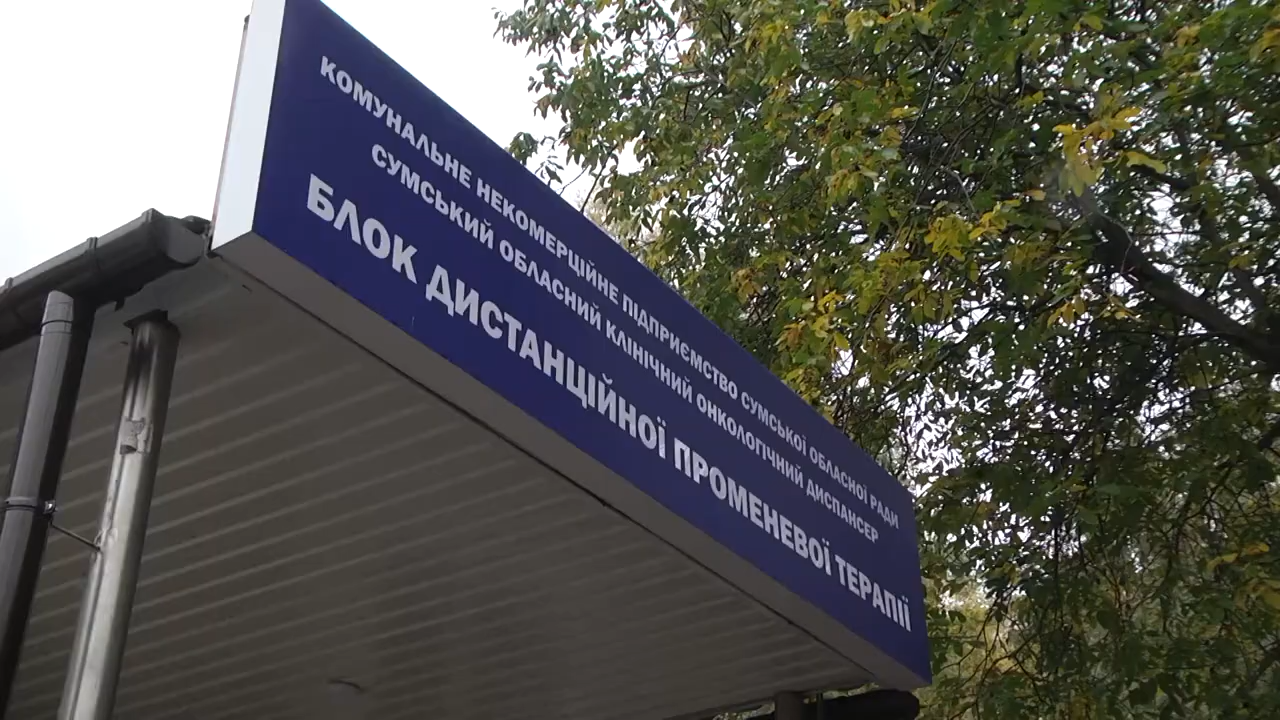 КОМУНАЛЬНЕ НЕКОМЕРЦІЙНЕ ПІДПРИЄМСТВО СУМСЬКОЇ ОБЛАСНОЇ РАДИ
СУМСЬКИЙ ОБЛАСНИЙ КЛІНІЧНИЙ ОНКОЛОГІЧНИЙ ДИСПАНСЕР
БЛОК ДИСТАНЦІЙНОЇ ПРОМЕНЕВОЇ ТЕРАПІЇ